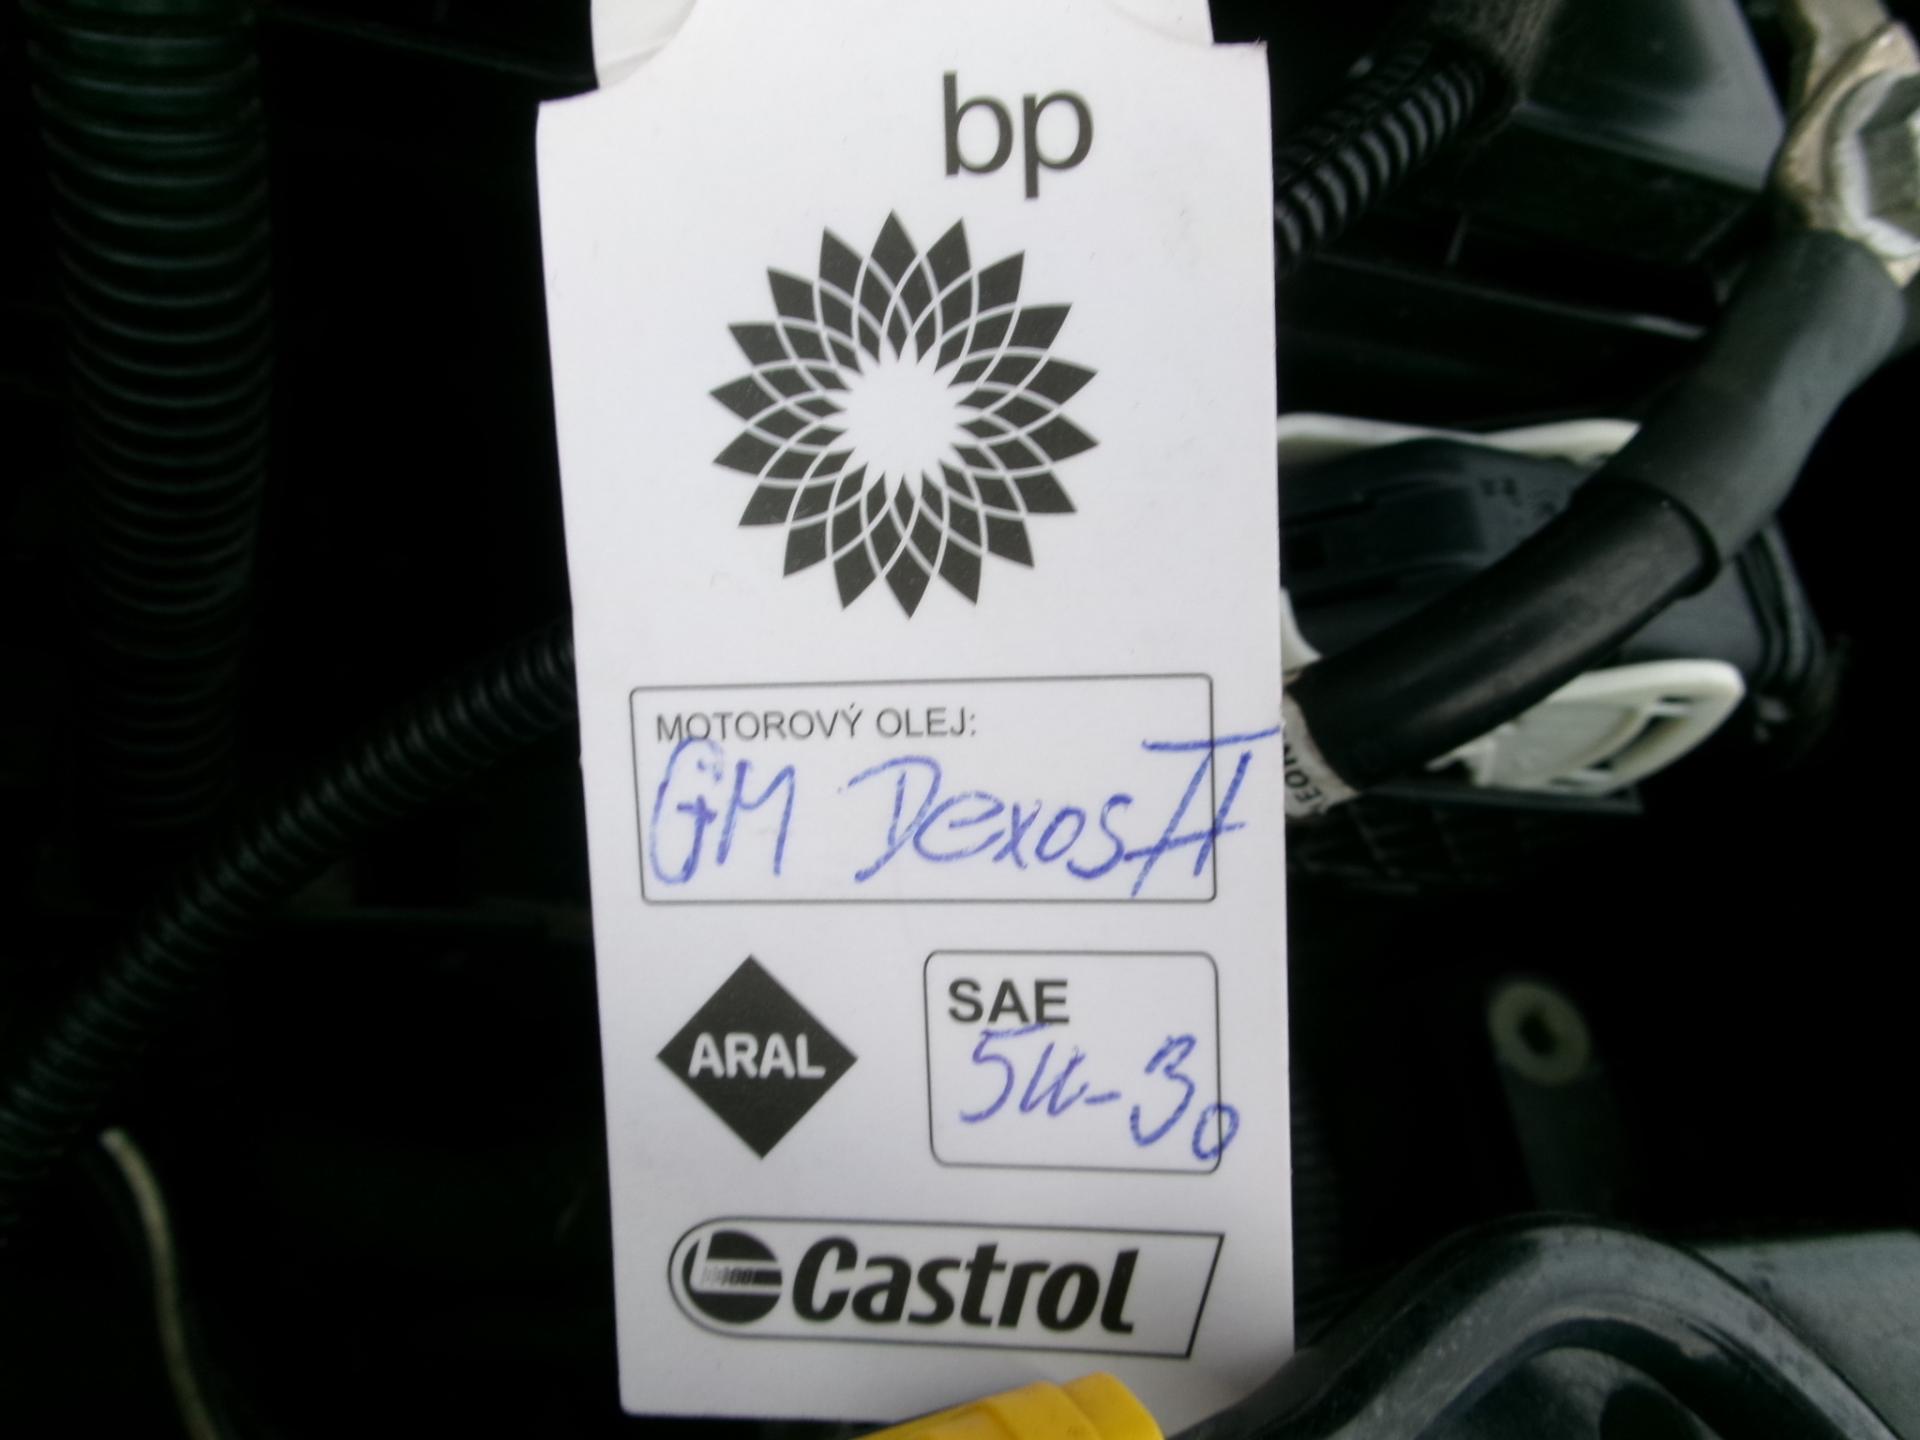 bp
MOTOROVÝ OLEJ:
GM Dexos II
ARAL
SAE
5W-30
Castrol